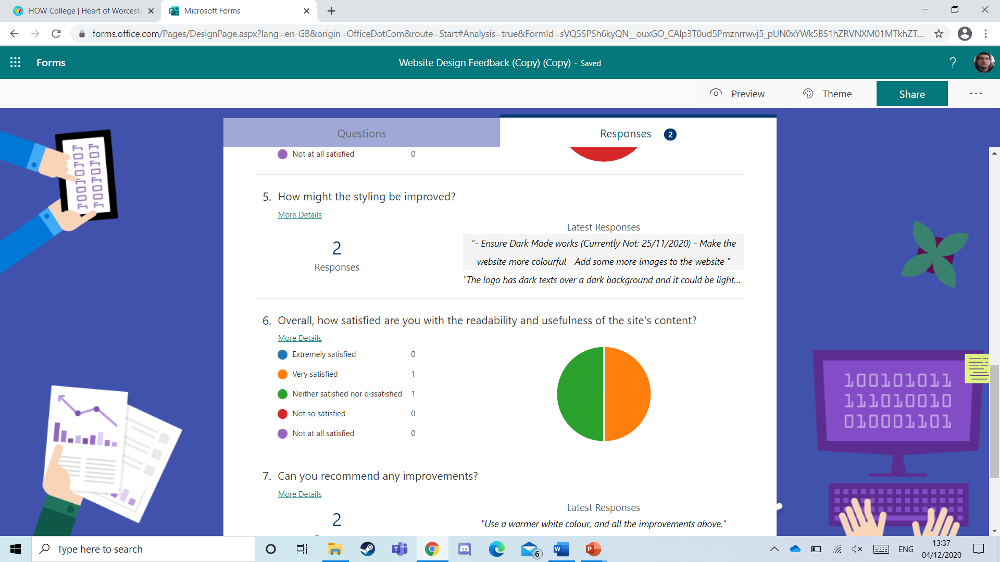 HOW College | Heart of Worceste
Microsoft Forms
forms.office.com/Pages/DesignPage.aspx?lang=en-GB&origin=OfficeDotCom&route=Start#Analysis=true&FormId=sVQ5SPSh6kyQN__ouxGO_CAlp3T0ud5Pmznrrwvj5_pUN0xYWk5BS1hZRVNXM01MTkhZT...
Forms
Website Design Feedback (Copy) (Copy) - Saved
?
Preview
Theme
Share
...
Questions
Responses 2
Not at all satisfied 0
5. How might the styling be improved?
More Details
2
Responses
Latest Responses
"- Ensure Dark Mode works (Currently Not: 25/11/2020) - Make the
website more colourful - Add some more images to the website "
"The logo has dark texts over a dark background and it could be light...
6. Overall, how satisfied are you with the readability and usefulness of the site's content?
More Details
Extremely satisfied 0
Very satisfied 1
Neither satisfied nor dissatisfied 1
Not so satisfied 0
Not at all satisfied 0
100101011
111010010
010001101
7. Can you recommend any improvements?
More Details
2
Latest Responses
"Use a warmer white colour, and all the improvements above."
Type here to search
6
ENG
13:37
04/12/2020